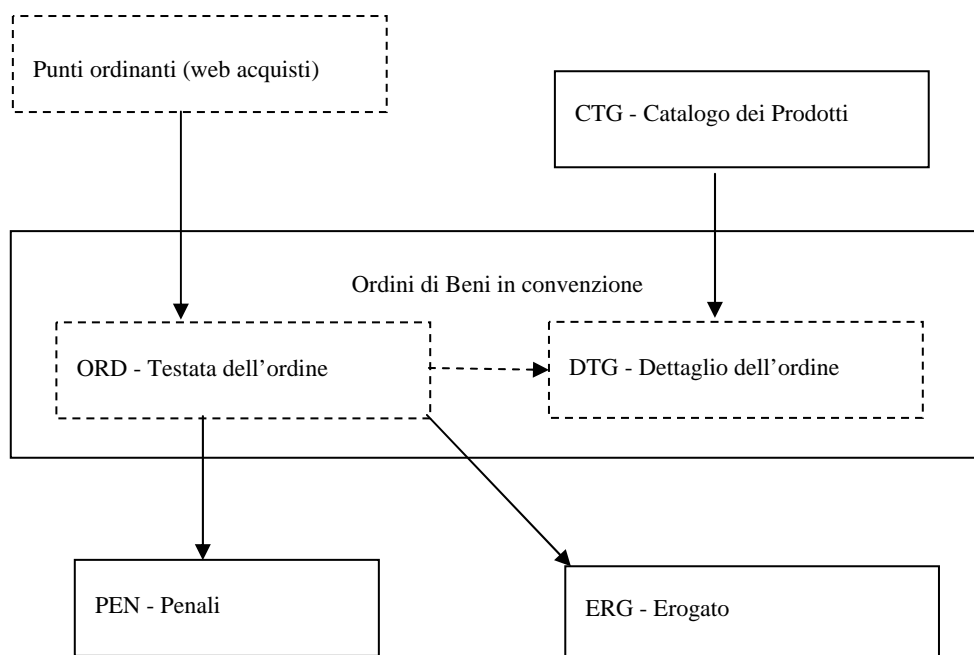 Punti ordinanti (web acquisti)
CTG - Catalogo dei Prodotti
Ordini di Beni in convenzione
ORD - Testata dell’ordine
DTG - Dettaglio dell’ordine
PEN - Penali
ERG - Erogato